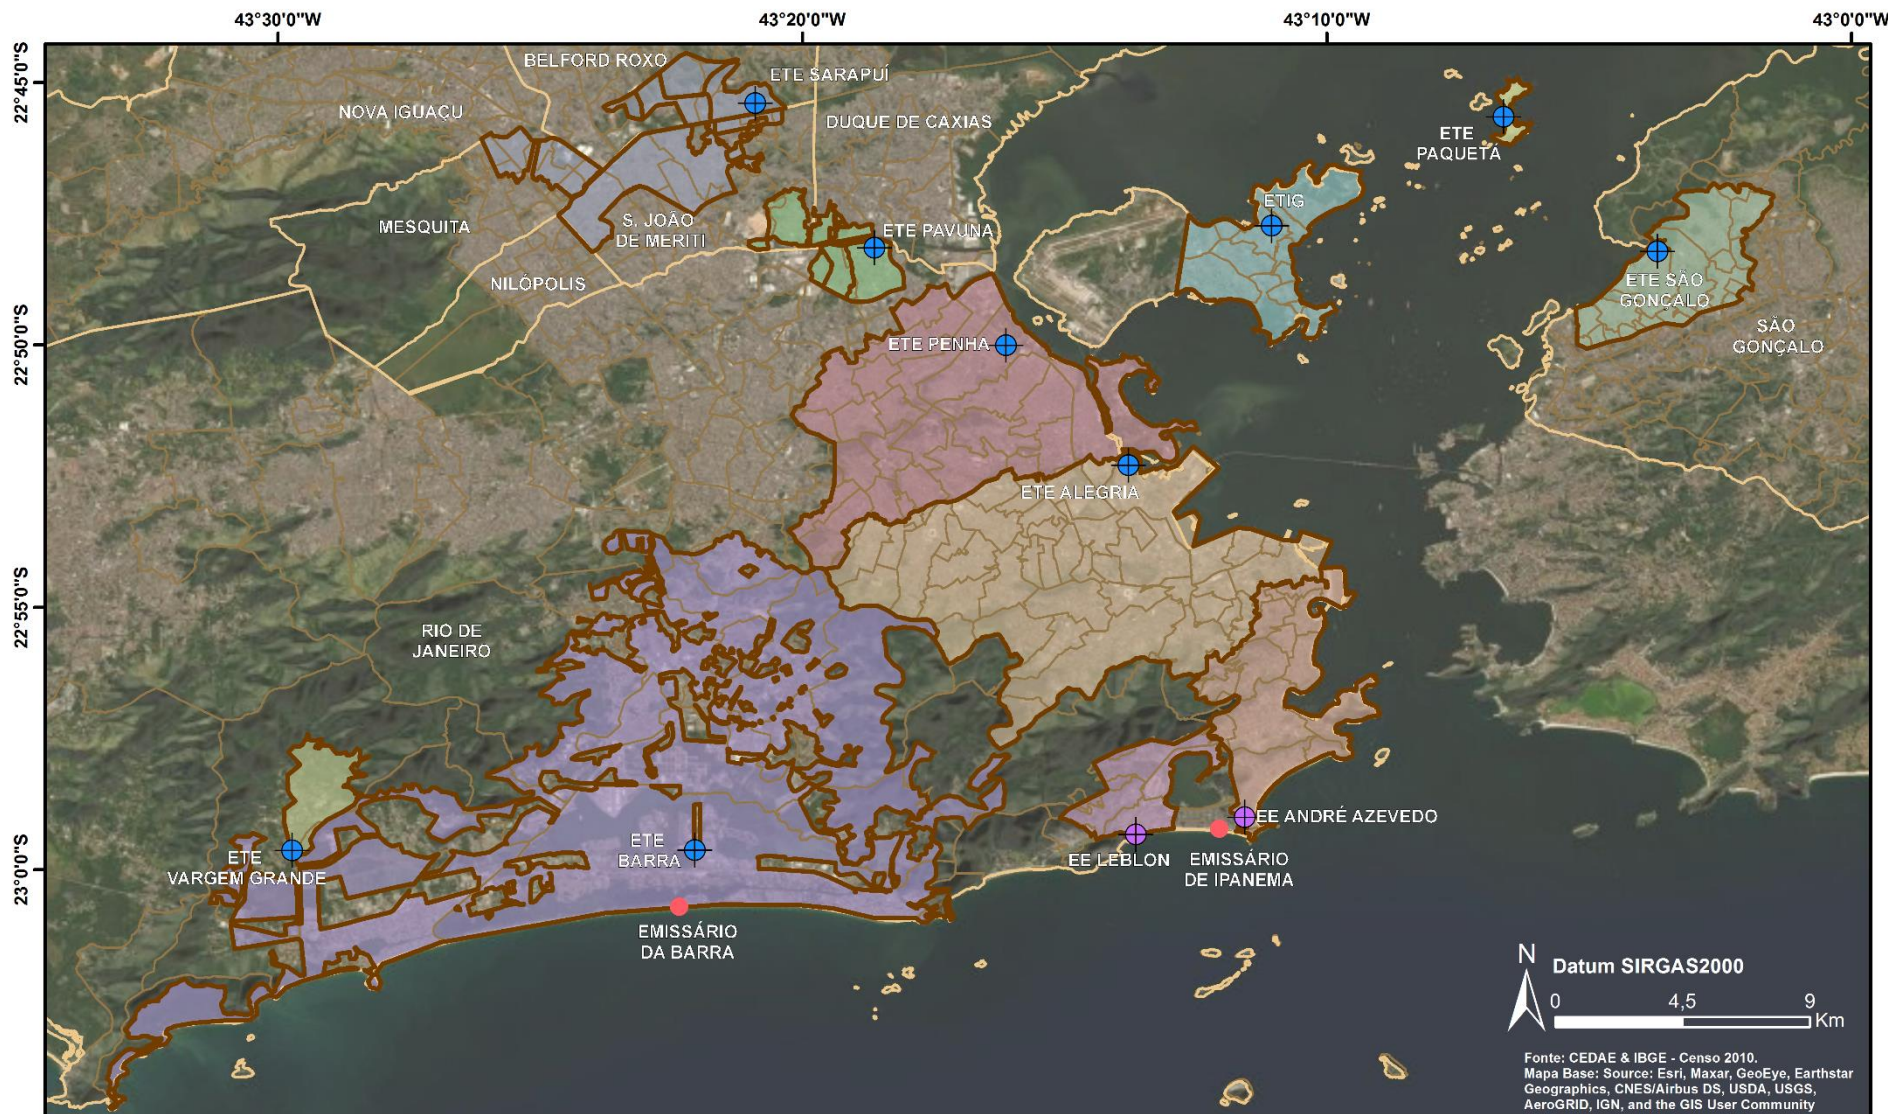 43°30'0"W
43°20'0"W
43°10'0"W
43°0'0"W
22°45'0"S
22°50'0"S
22°55'0"S
23°0'0"S
BELFORD ROXO
ETE SARAPUÍ
NOVA IGUAÇU
DUQUE DE CAXIAS
ETE
PAQUETÁ
MESQUITA
S. JOÃO
DE MERITI
ETE PAVUNA
ETIG
NILÓPOLIS
ETE SÃO
GONÇALO
SÃO
GONÇALO
ETE PENHA
ETE ALEGRIA
RIO DE
JANEIRO
ETE
VARGEM GRANDE
ETE
BARRA
EE ANDRÉ AZEVEDO
EE LEBLON
EMISSÁRIO
DE IPANEMA
EMISSÁRIO
DA BARRA
N
Datum SIRGAS2000
0 4,5 9
Km
Fonte: CEDAE & IBGE - Censo 2010.
Mapa Base: Source: Esri, Maxar, GeoEye, Earthstar
Geographics, CNES/Airbus DS, USDA, USGS,
AeroGRID, IGN, and the GIS User Community